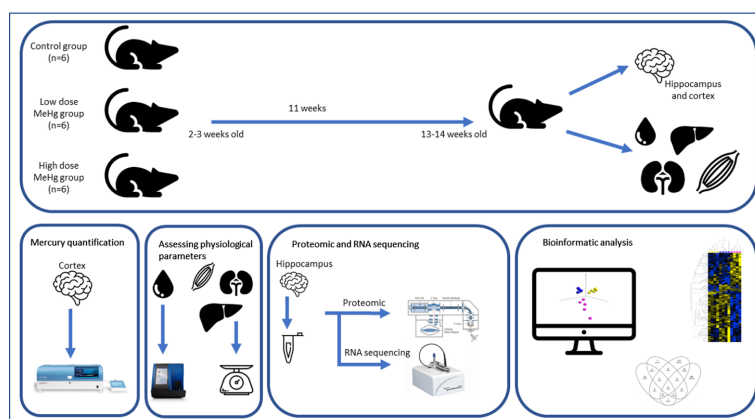 Control group
(n=6)
Low dose
MeHg group
(n=6)
High dose
MeHg group
(n=6)
2-3 weeks old
11 weeks
13-14 weeks old
Hippocampus
and cortex
Mercury quantification
Cortex
Assessing physiological
parameters
Proteomic and RNA sequencing
Hippocampus
Proteomic
RNA sequencing
Bioinformatic analysis